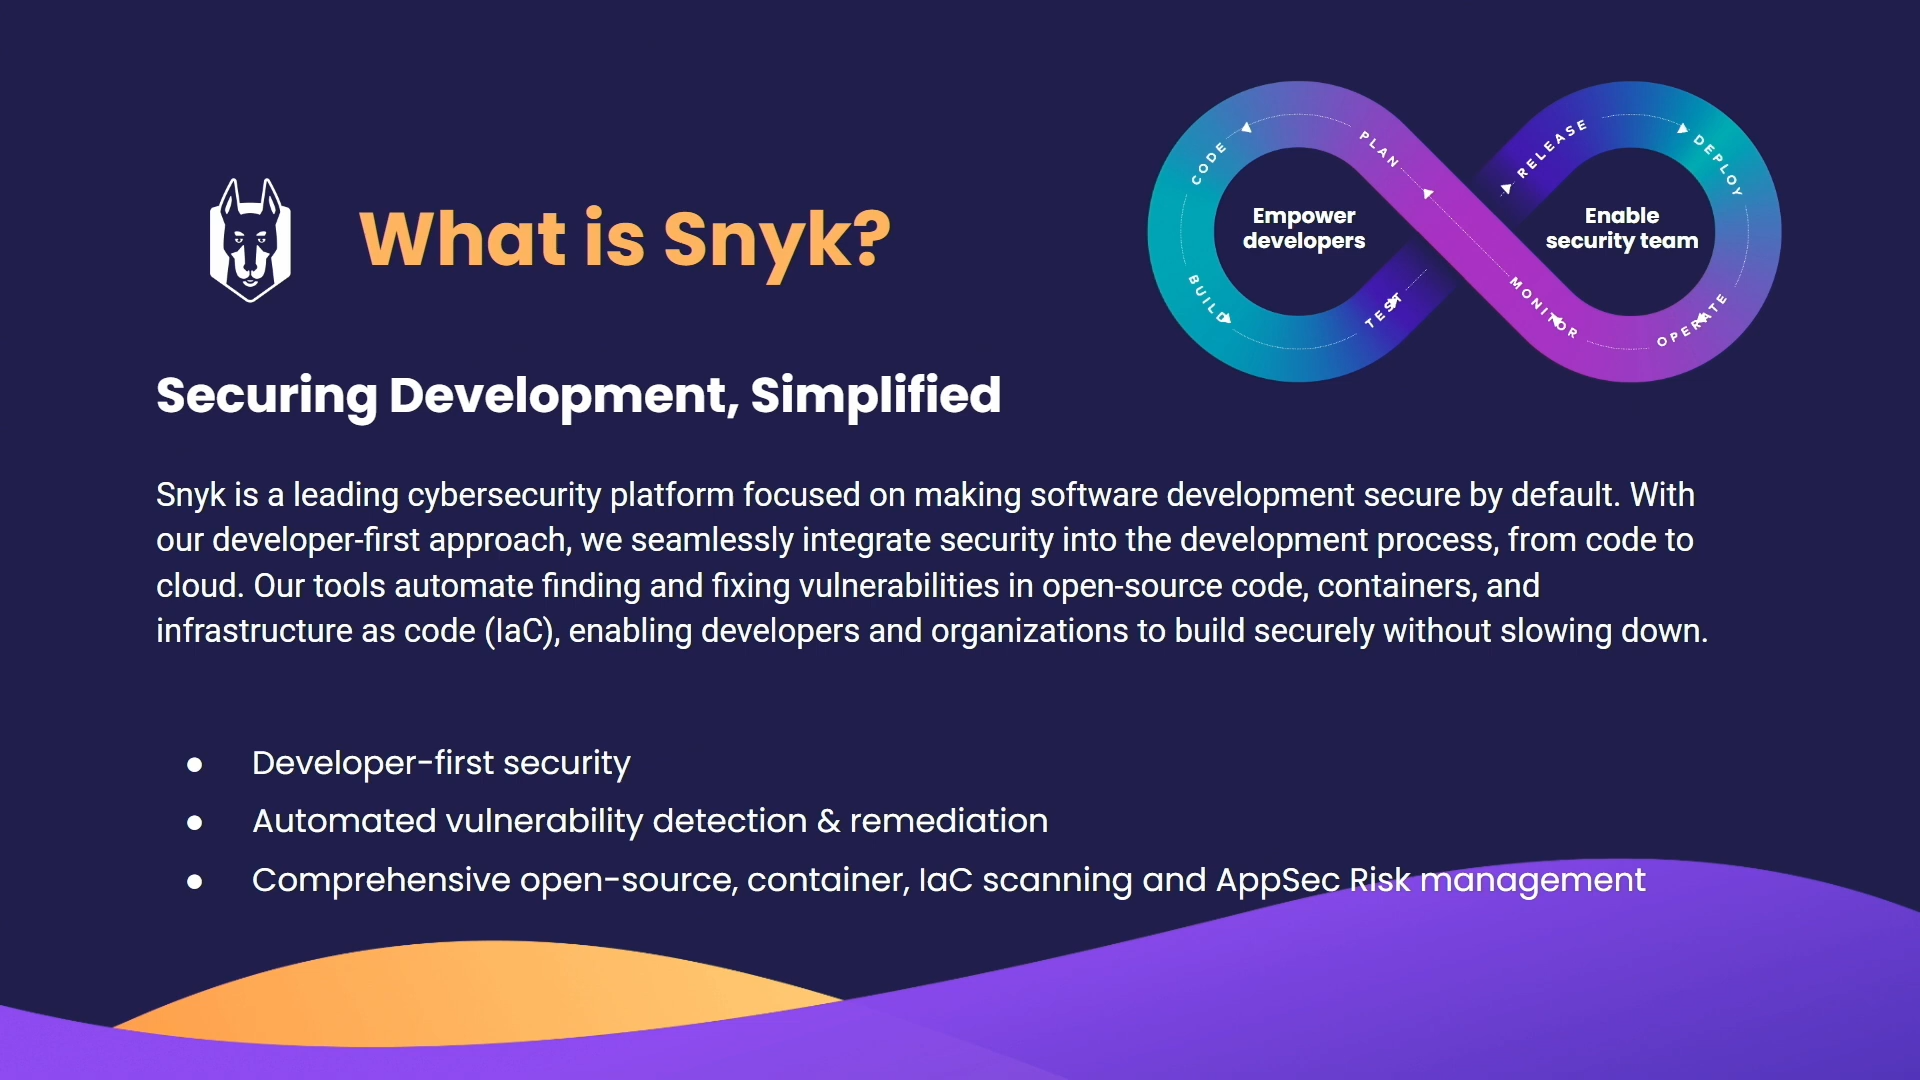 What is Snyk?
PLAN
CODE
BUILD
TEST
RELEASE
DEPLOY
OPERATE
MONITOR
Empower
developers
Enable
security team
Securing Development, Simplified
Snyk is a leading cybersecurity platform focused on making software development secure by default. With
our developer-first approach, we seamlessly integrate security into the development process, from code to
cloud. Our tools automate finding and fixing vulnerabilities in open-source code, containers, and
infrastructure as code (IaC), enabling developers and organizations to build securely without slowing down.
● Developer-first security
● Automated vulnerability detection & remediation
● Comprehensive open-source, container, IaC scanning and AppSec Risk management